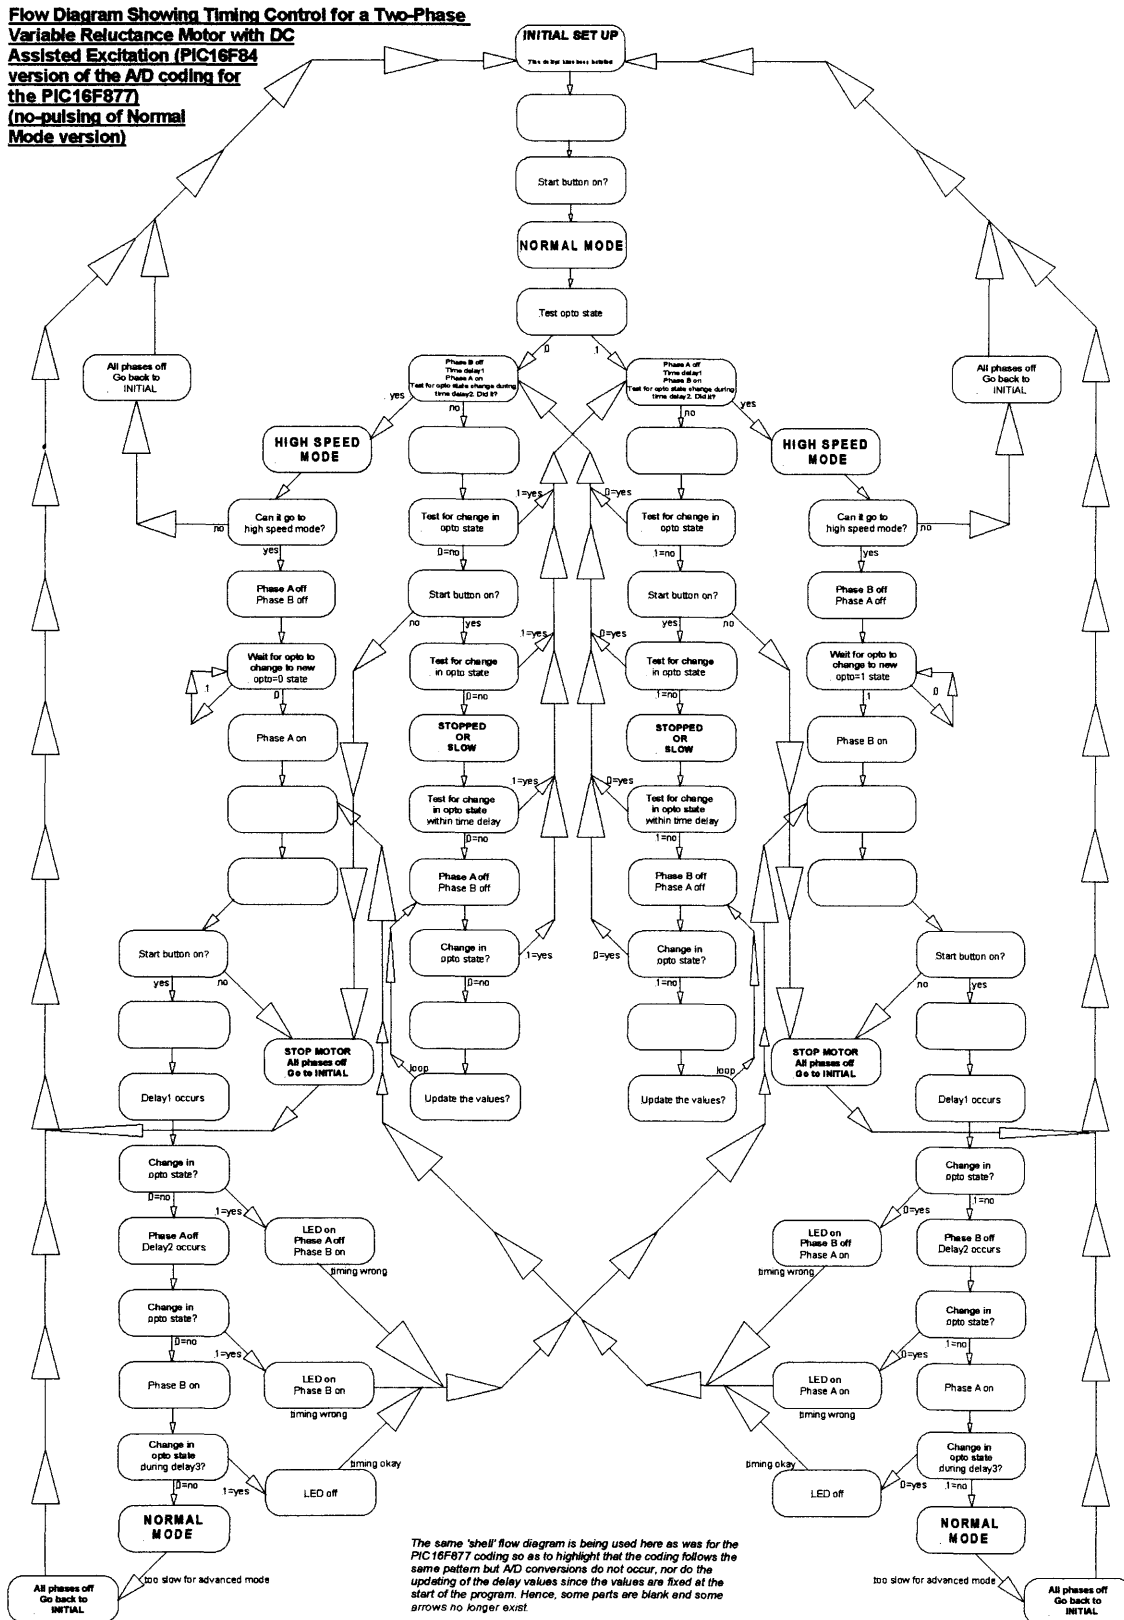 Flow Diagram Showing Timing Control for a Two-Phase
Variable Reluctance Motor with DC
Assisted Excitation (PIC16F84
version of the A/D coding for
the PIC16F877)
(no-pulsing of Normal
Mode version)
INITIAL SET UP
Start button on?
NORMAL MODE
Test opto state
.0
.1
All phases off
Go back to
INITIAL
Phase B off
Time delay1
Phase A on
Test for opto state change during
time delay2. Did it?
Phase A off
Time delay1
Phase B on
Test for opto state change during
time delay2. Did it?
All phases off
Go back to
INITIAL
yes
no
no
yes
HIGH SPEED
MODE
HIGH SPEED
MODE
Can it go to
high speed mode?
no
yes
Test for change in
opto state
.1=yes
.0=no
Test for change in
opto state
.0=yes
.1=no
Can it go to
high speed mode?
no
yes
Phase A off
Phase B off
Start button on?
no
yes
Start button on?
yes
no
Phase B off
Phase A off
Wait for opto to
change to new
opto=0 state
.1
.0
Test for change
in opto state
.1=yes
.0=no
Test for change
in opto state
.0=yes
.1=no
Wait for opto to
change to new
opto=1 state
.1
.0
Phase A on
STOPPED
OR
SLOW
STOPPED
OR
SLOW
Phase B on
Test for change
in opto state
within time delay
.1=yes
.0=no
Test for change
in opto state
within time delay
.0=yes
.1=no
Phase A off
Phase B off
Phase B off
Phase A off
Start button on?
yes
no
Change in
opto state?
.1=yes
.0=no
Change in
opto state?
.0=yes
.1=no
Start button on?
no
yes
STOP MOTOR
All phases off
Go to INITIAL
loop
loop
STOP MOTOR
All phases off
Go to INITIAL
Delay1 occurs
Update the values?
Update the values?
Delay1 occurs
Change in
opto state?
.0=no
.1=yes
Change in
opto state?
.0=yes
.1=no
Phase A off
Delay2 occurs
LED on
Phase A off
Phase B on
timing wrong
LED on
Phase B off
Phase A on
timing wrong
Phase B off
Delay2 occurs
Change in
opto state?
.0=no
.1=yes
Change in
opto state?
.0=yes
.1=no
Phase B on
LED on
Phase B on
timing wrong
LED on
Phase A on
timing wrong
Phase A on
Change in
opto state
during delay3?
.0=no
.1=yes
timing okay
LED off
timing okay
LED off
Change in
opto state
during delay3?
.0=yes
.1=no
NORMAL
MODE
NORMAL
MODE
All phases off
Go back to
INITIAL
too slow for advanced mode
too slow for advanced mode
All phases off
Go back to
INITIAL
The same 'shell' flow diagram is being used here as was for the
PIC16F877 coding so as to highlight that the coding follows the
same pattern but A/D conversions do not occur, nor do the
updating of the delay values since the values are fixed at the
start of the program. Hence, some parts are blank and some
arrows no longer exist.